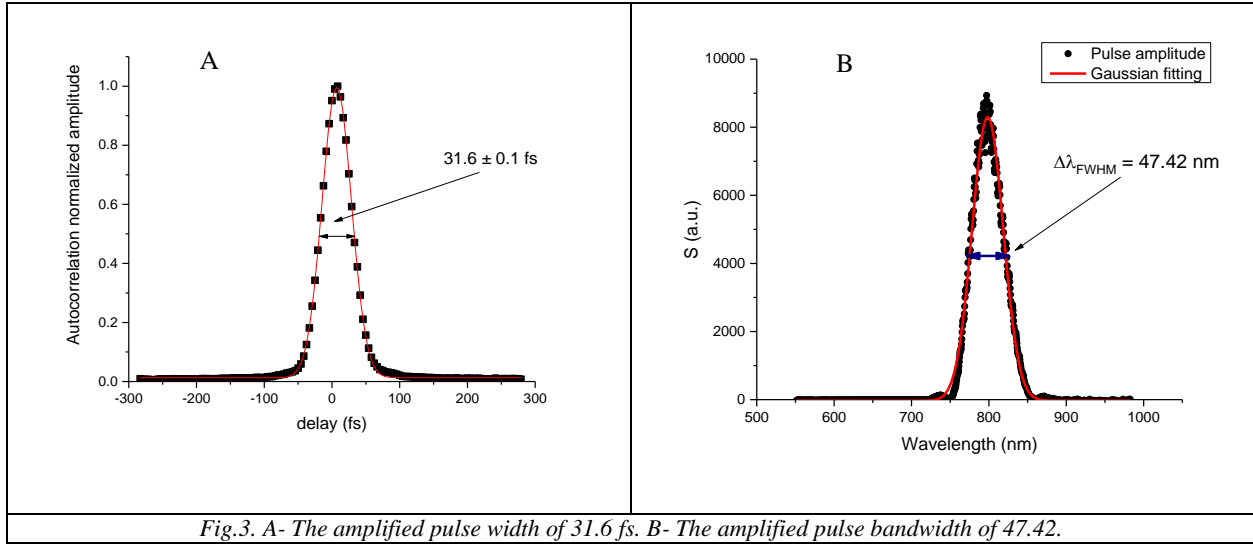 A
Autocorrelation normalized amplitude
1.0
0.8
0.6
0.4
0.2
0.0
31.6 ± 0.1 fs
-300 -200 -100 0 100 200 300
delay (fs)
B
Pulse amplitude
Gaussian fitting
S (a.u.)
10000
8000
6000
4000
2000
0
Δλ_FWHM = 47.42 nm
500 600 700 800 900 1000
Wavelength (nm)
Fig.3. A- The amplified pulse width of 31.6 fs. B- The amplified pulse bandwidth of 47.42.